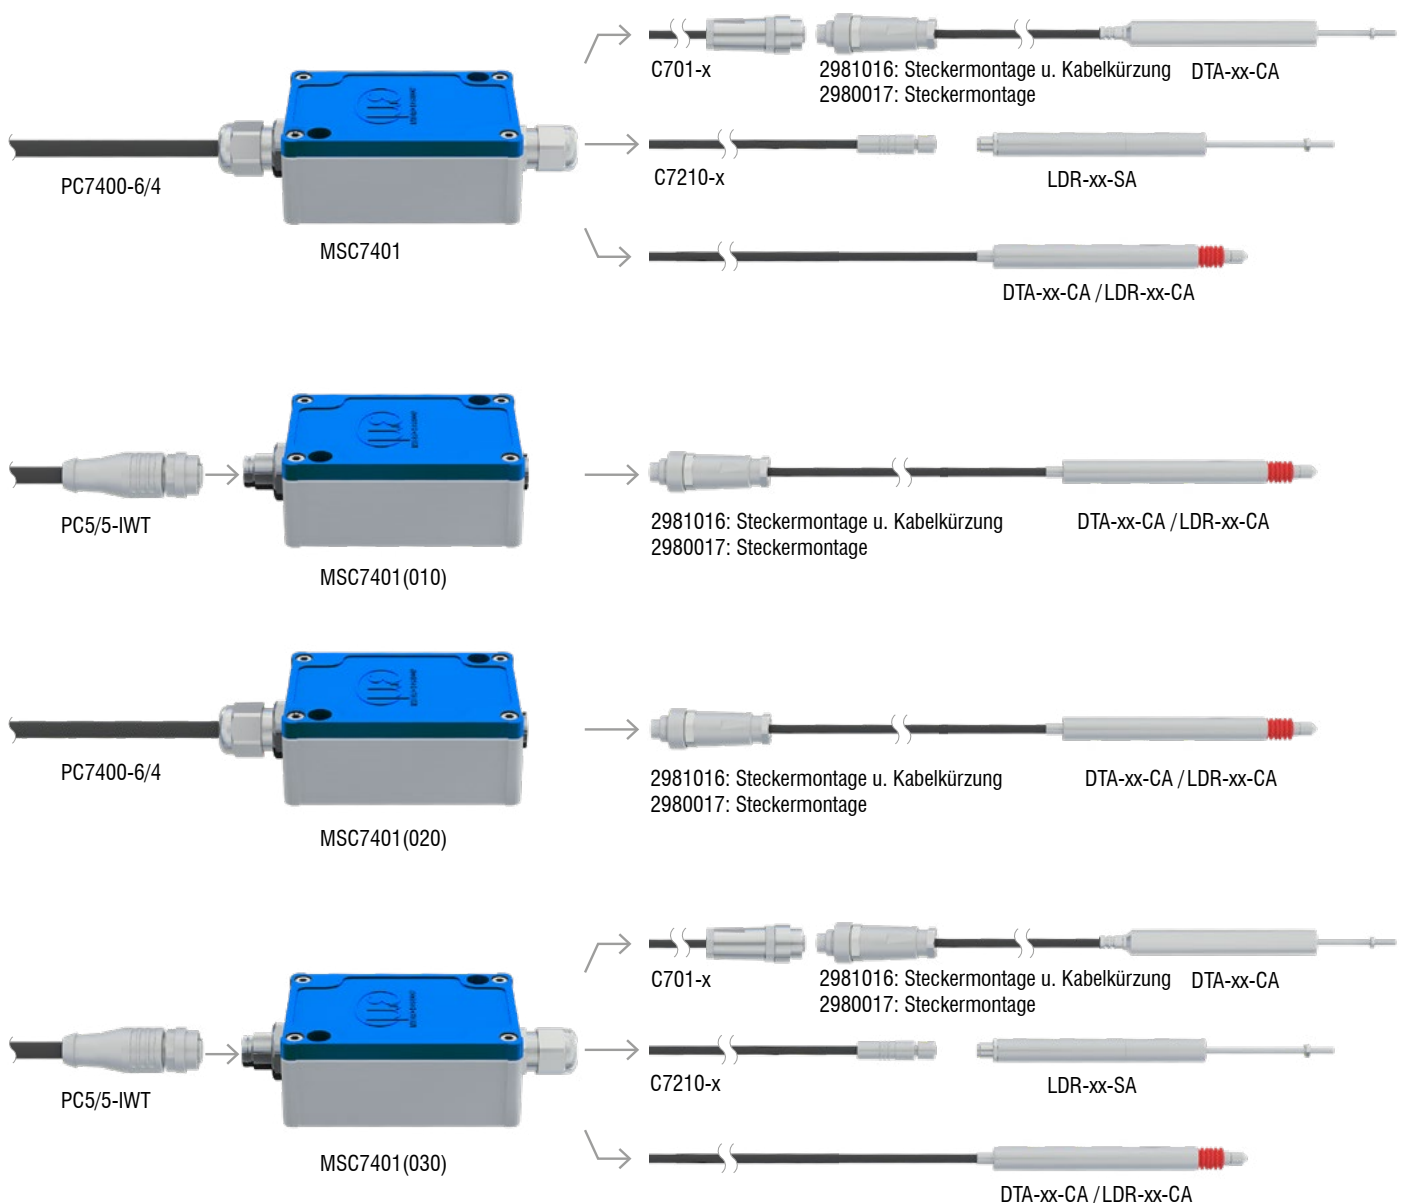 C701-x
2981016: Steckermontage u. Kabelkürzung
2980017: Steckermontage
DTA-xx-CA
PC7400-6/4
MSC7401
C7210-x
LDR-xx-SA
DTA-xx-CA / LDR-xx-CA
PC5/5-IWT
MSC7401(010)
2981016: Steckermontage u. Kabelkürzung
2980017: Steckermontage
DTA-xx-CA / LDR-xx-CA
PC7400-6/4
MSC7401(020)
2981016: Steckermontage u. Kabelkürzung
2980017: Steckermontage
DTA-xx-CA / LDR-xx-CA
C701-x
2981016: Steckermontage u. Kabelkürzung
2980017: Steckermontage
DTA-xx-CA
PC5/5-IWT
MSC7401(030)
C7210-x
LDR-xx-SA
DTA-xx-CA / LDR-xx-CA